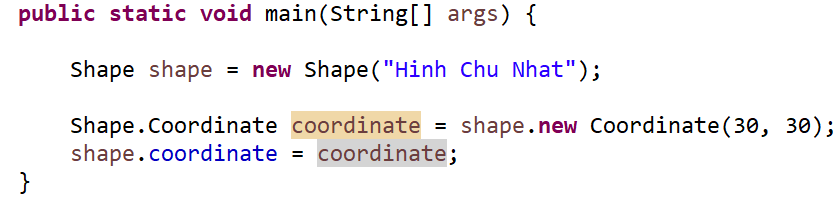 public static void main(String[] args) {
Shape shape = new Shape("Hinh Chu Nhat");
Shape.Coordinate coordinate = shape.new Coordinate(30, 30);
shape.coordinate = coordinate;
}